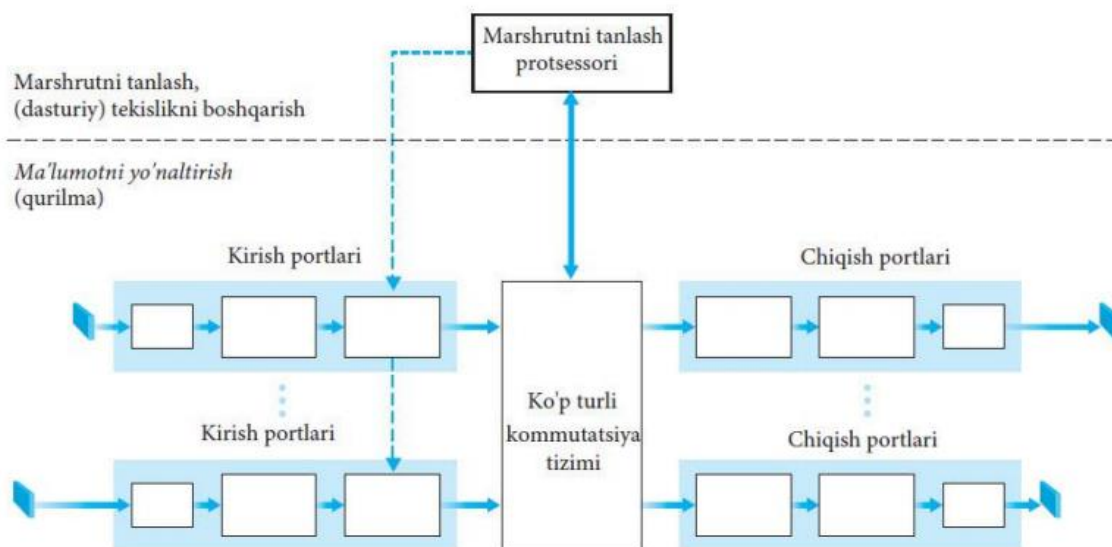 Marshrutni tanlash
protsessori
Marshrutni tanlash,
(dasturiy) tekislikni boshqarish
Ma'lumotni yo'naltirish
(qurilma)
Kirish portlari
Chiqish portlari
Kirish portlari
Ko'p turli
kommutatsiya
tizimi
Chiqish portlari